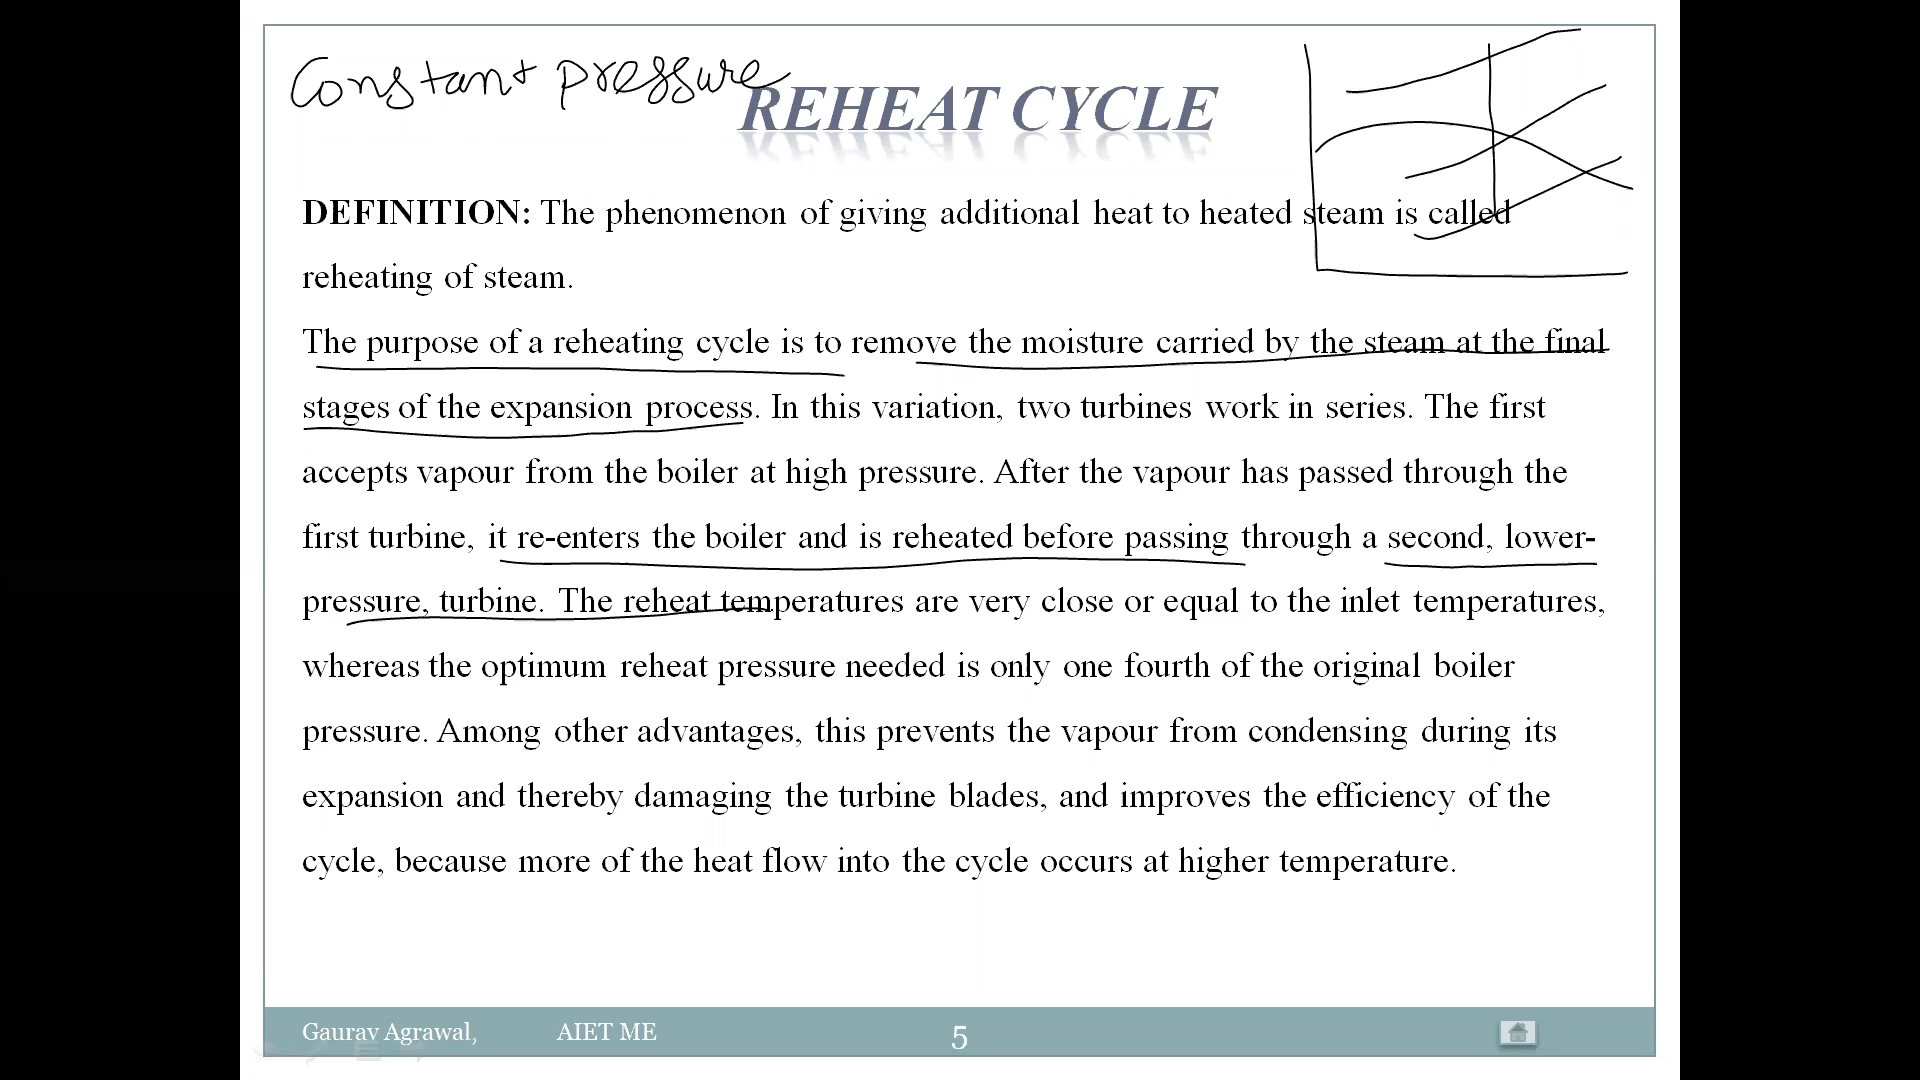 Constant pressure
REHEAT CYCLE
DEFINITION: The phenomenon of giving additional heat to heated steam is called
reheating of steam.
The purpose of a reheating cycle is to remove the moisture carried by the steam at the final
stages of the expansion process. In this variation, two turbines work in series. The first
accepts vapour from the boiler at high pressure. After the vapour has passed through the
first turbine, it re-enters the boiler and is reheated before passing through a second, lower-
pressure, turbine. The reheat temperatures are very close or equal to the inlet temperatures,
whereas the optimum reheat pressure needed is only one fourth of the original boiler
pressure. Among other advantages, this prevents the vapour from condensing during its
expansion and thereby damaging the turbine blades, and improves the efficiency of the
cycle, because more of the heat flow into the cycle occurs at higher temperature.
Gaurav Agrawal, AIET ME 5